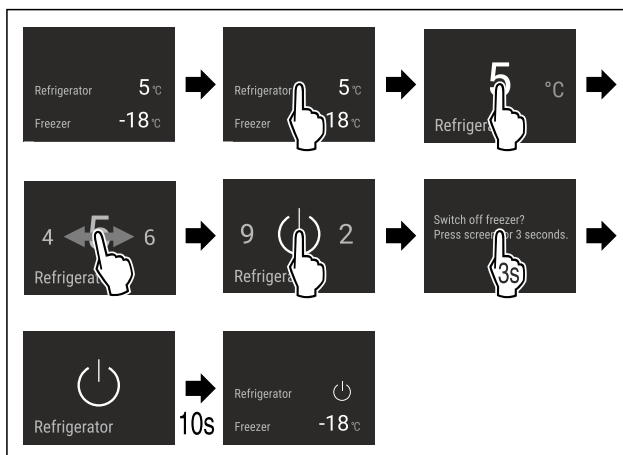 Refrigerator 5 °C
Freezer -18 °C
Refrigerator 5 °C
Freezer 18 °C
5 °C
4 5 6
9 2
Switch off freezer?
Press screen for 3 seconds.
3s
Refrigerator
10s
Refrigerator
Freezer -18 °C